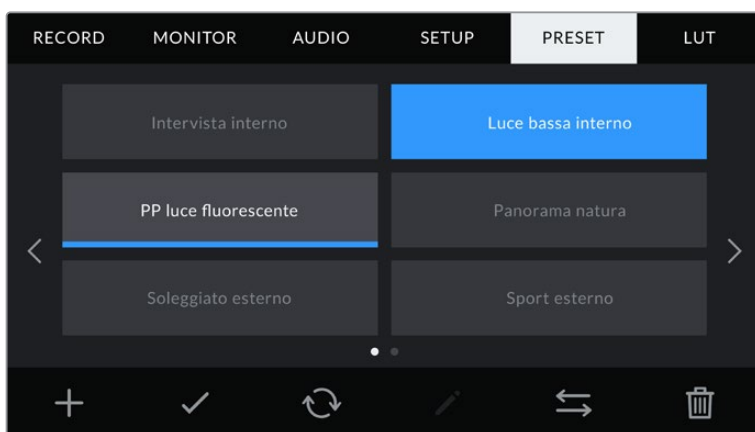 RECORD MONITOR AUDIO SETUP PRESET LUT
Intervista interno Luce bassa interno
PP luce fluorescente Panorama natura
Soleggiato esterno Sport esterno